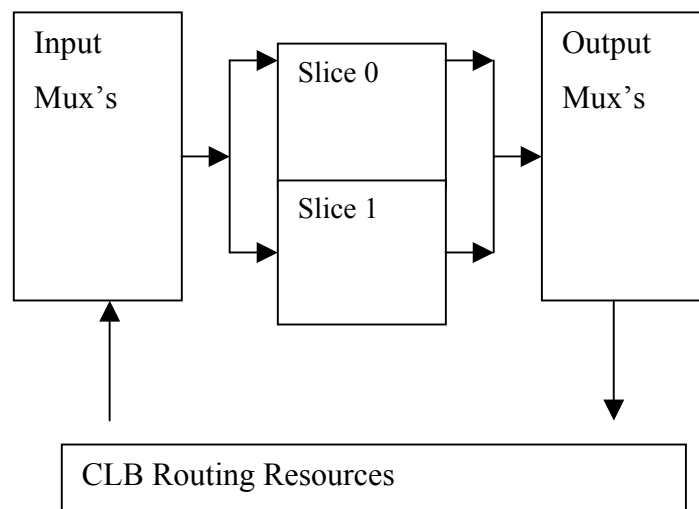 Input
Mux’s
Slice 0
Slice 1
Output
Mux’s
CLB Routing Resources